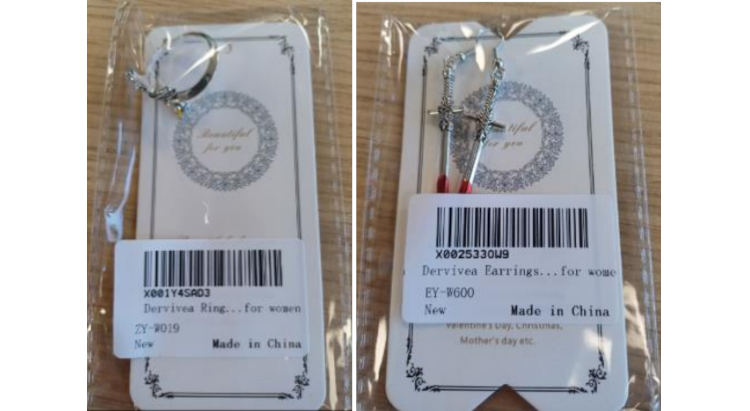 Beautiful
for you
X001Y4SAD3
Dervivea Ring...for women
ZY-W019
New Made in China
Beautiful
for you
X002533OW9
Dervivea Earrings...for wome
EY-W600
New Made in China
Valentine's Day, Christmas,
Mother's day etc.